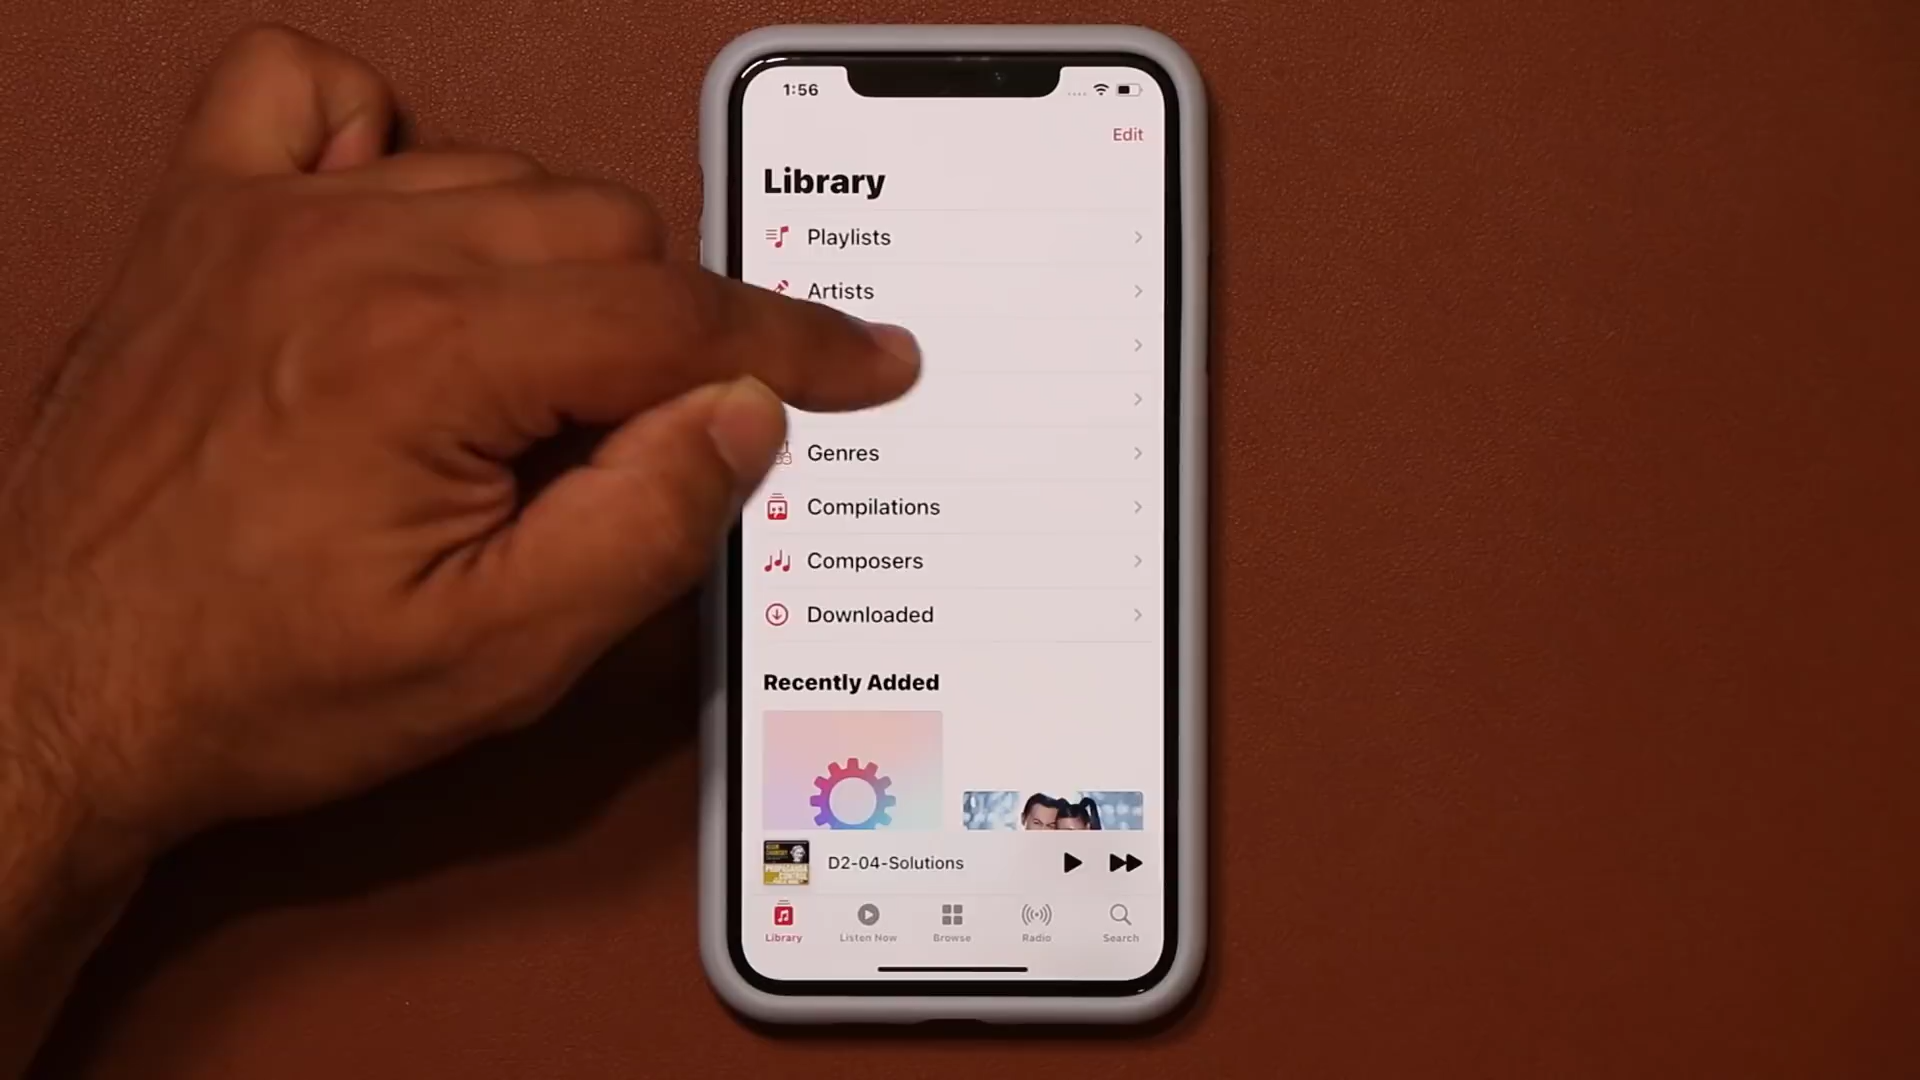 1:56
Edit
Library
Playlists
Artists
Genres
Compilations
Composers
Downloaded
Recently Added
D2-04-Solutions
Library
Listen Now
Browse
Radio
Search